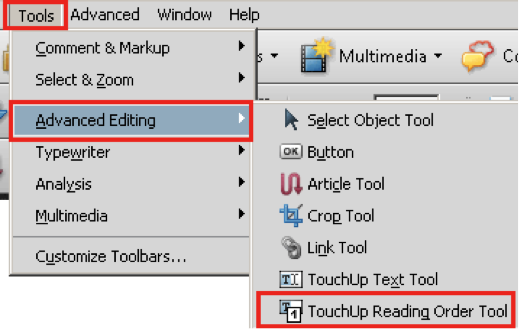 Tools Advanced Window Help
Comment & Markup
Select & Zoom
Multimedia
Advanced Editing
Typewriter
Analysis
Multimedia
Customize Toolbars...
Select Object Tool
OK Button
Article Tool
Crop Tool
Link Tool
TouchUp Text Tool
TouchUp Reading Order Tool